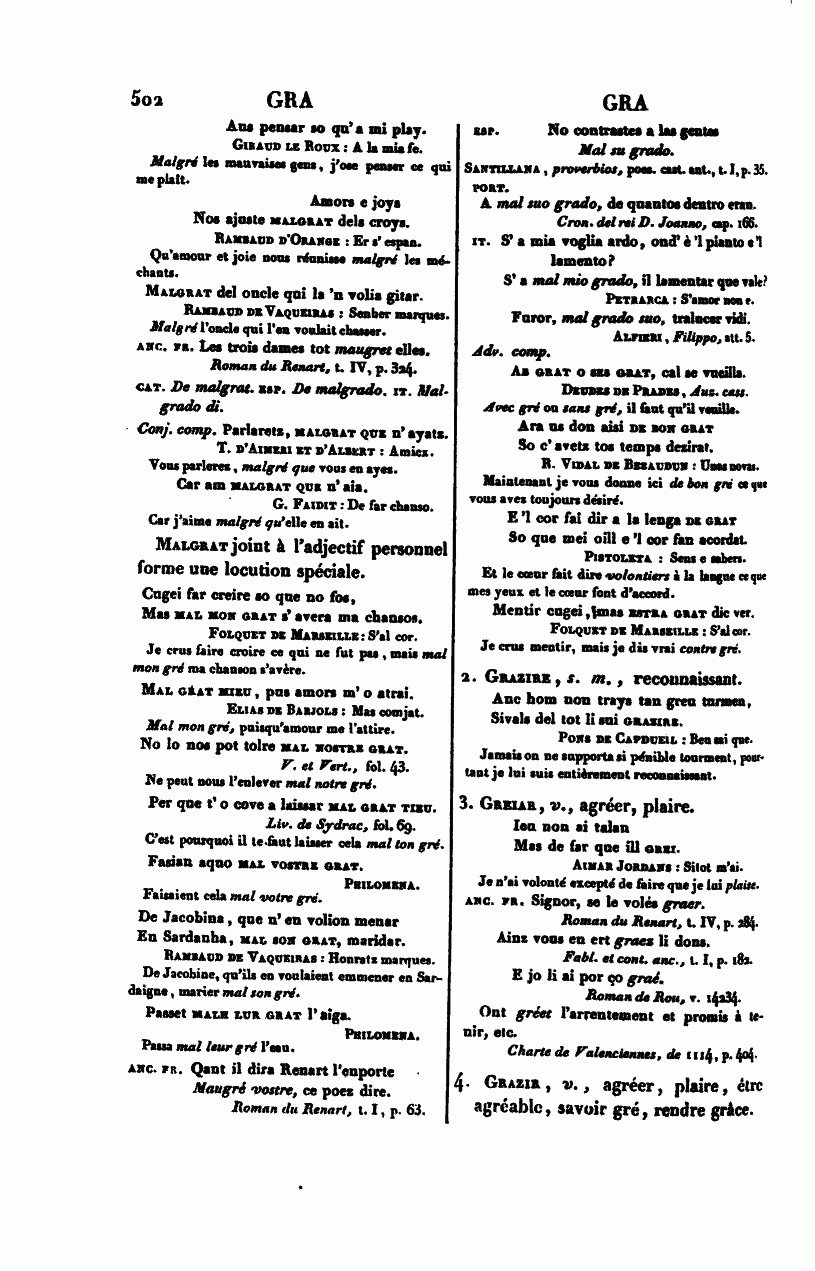 502 GRA
Ans pensar so qu'a mi play.
GIRAUD LE ROUX : A la mia fe.
Malgré les mauvaises gens, j'ose penser ce qui
me plaît.
Amors e joys
Nos ajoste MALGRAT dels croys.
RAMBAUD D'ORANGE : Er s'espan.
Qu'amour et joie nous réunisse malgré les mé-
chants.
MALGRAT del oncle qui la 'n volia gitar.
RAMBAUD DE VAQUEIRAS : Senher marques.
Malgré l'oncle qui l'en voulait chasser.
ANC. FR. Les trois dames tot maugret elles.
Roman du Renart, t. IV, p. 324.
CAT. De malgrat. ESP. De malgrado. IT. Mal-
grado di.
Conj. comp. Parlaretz, MALGRAT QUE n'ayatz.
T. D'AIMERI ET D'ALBERT : Amicx.
Vous parlerez, malgré que vous en ayes.
Car am MALGRAT QUE n'aia.
G. FAIDIT : De far chanso.
Car j'aime malgré qu'elle en ait.
MALGRAT joint à l'adjectif personnel
forme une locution spéciale.
Cugei far creire so que no fos,
Mas MAL MON GRAT s'avera ma chansos.
FOLQUET DE MARSEILLE : S'al cor.
Je crus faire croire ce qui ne fut pas, mais mal
mon gré ma chanson s'avère.
MAL GRAT MIEU, pus amors m'o atrai.
ELIAS DE BARJOLS : Mas comjat.
Mal mon gré, puisqu'amour me l'attire.
No lo nos pot tolre MAL NOSTRE GRAT.
V. et Vert., fol. 43.
Ne peut nous l'enlever mal notre gré.
Per que t'o cove a laissar MAL GRAT TIEU.
Liv. de Sydrac, fol. 69.
C'est pourquoi il te faut laisser cela mal ton gré.
Fasian aquo MAL VOSTRE GRAT.
PHILOMENA.
Faisaient cela mal votre gré.
De Jacobina, que n'en volion menar
En Sardanha, MAL SON GRAT, maridar.
RAMBAUD DE VAQUEIRAS : Honratz marques.
De Jacobine, qu'ils en voulaient emmener en Sar-
daigne, marier mal son gré.
Passet MALE LUR GRAT l'aiga.
PHILOMENA.
Passa mal leur gré l'eau.
ANC. FR. Qant il dira Renart l'enporte
Maugré vostre, ce poez dire.
Roman du Renart, t. I, p. 63.
GRA
ESP. No contrastes a las gentes
Mal su grado.
SANTILLANA, proverbios, poes. cast. ant., t. I, p. 35.
PORT.
A mal suo grado, de quantos dentro eran.
Cron. del rei D. Joanno, cap. 166.
IT. S'a mia voglia ardo, ond'è 'l pianto e 'l
lamento?
S'a mal mio grado, il lamentar que vale?
PETRARCA : S'amor non e.
Furor, mal grado suo, tralucer vidi.
ALFIERI, Filippo, att. 5.
Adv. comp.
AB GRAT O SES GRAT, cal se vueilla.
DEUDES DE PRADES, Aus. cass.
Avec gré ou sans gré, il faut qu'il veuille.
Ara us don aisi DE BON GRAT
So c'avetz tos temps dezirat.
R. VIDAL DE BEZAUDUN : Unas novas.
Maintenant je vous donne ici de bon gré ce que
vous avez toujours désiré.
E 'l cor fai dir a la lenga DE GRAT
So que mei oill e 'l cor fan acordat.
PISTOLETA : Sens e sabers.
Et le cœur fait dire volontiers à la langue ce que
mes yeux et le cœur font d'accord.
Mentir cugei, mas ESTRA GRAT dic ver.
FOLQUET DE MARSEILLE : S'al cor.
Je crus mentir, mais je dis vrai contre gré.
2. GRAZIRE, s. m., reconnaissant.
Anc hom non trays tan greu turmen,
Sivals del tot li sui GRAZIRE.
PONS DE CAPDUEIL : Ben sai que.
Jamais on ne supporta si pénible tourment, pour-
tant je lui suis entièrement reconnaissant.
3. GREIAR, v., agréer, plaire.
Ieu non ai talan
Mas de far que ill GREI.
AIMAR JORDANS : Sitot m'ai.
Je n'ai volonté excepté de faire que je lui plaise.
ANC. FR. Signor, se le volés graer.
Roman du Renart, t. IV, p. 284.
Ainz vous en ert graez li dons.
Fabl. et cont. anc., t. I, p. 182.
E jo li ai por ço graé.
Roman de Rou, v. 14234.
Ont gréet l'arrentement et promis à te-
nir, etc.
Charte de Valenciennes, de 1114, p. 404.
4. GRAZIR, v., agréer, plaire, être
agréable, savoir gré, rendre grâce.